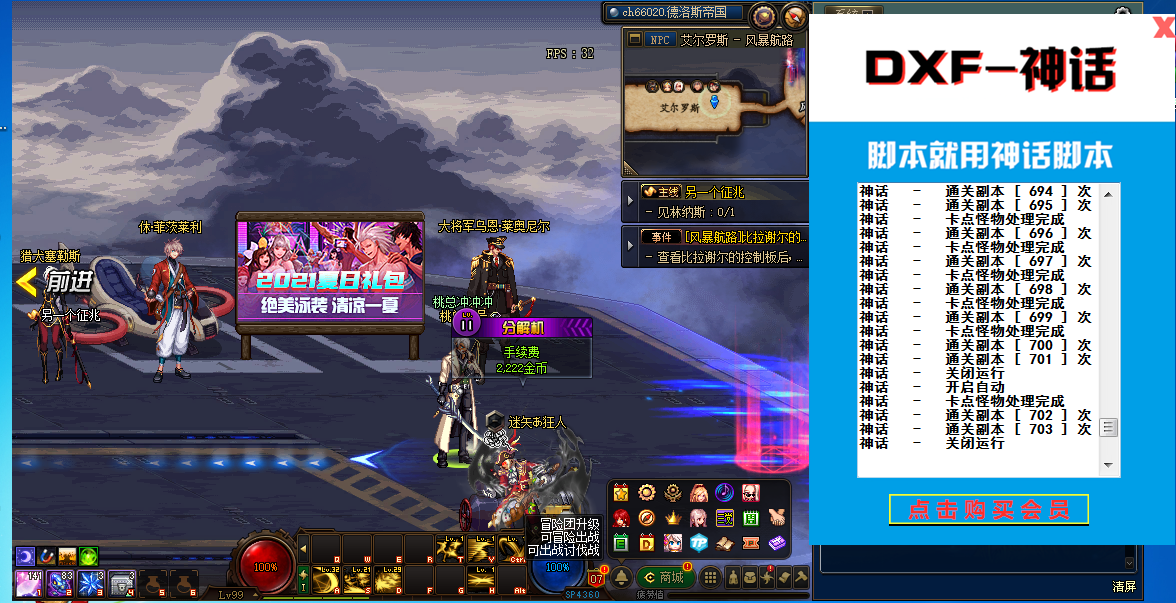 ch66020.德洛斯帝国
FPS : 32
NPC 艾尔罗斯 - 风暴航路
艾尔罗斯
主线 另一个征兆
- 见林纳斯 : 0/1
事件 [风暴航路]比拉谢尔的...
- 查看比拉谢尔的控制板后, ...
休·菲茨莱利
大将军乌恩·莱奥尼尔
猎犬塞勒斯
前进
另一个征兆
2021夏日礼包
绝美泳装 清凉一夏
桃总:冲冲冲
Lv. 11
分解机
手续费
2,222金币
迷矢お狂人
冒险团升级
可冒险出战
可出战讨伐战
100%
100%
Lv99
SP4360
07
商城
疲劳值
清屏
DXF-神话
脚本就用神话脚本
神话 - 通关副本 [ 694 ] 次
神话 - 通关副本 [ 695 ] 次
神话 - 卡点怪物处理完成
神话 - 通关副本 [ 696 ] 次
神话 - 卡点怪物处理完成
神话 - 通关副本 [ 697 ] 次
神话 - 卡点怪物处理完成
神话 - 通关副本 [ 698 ] 次
神话 - 卡点怪物处理完成
神话 - 通关副本 [ 699 ] 次
神话 - 卡点怪物处理完成
神话 - 通关副本 [ 700 ] 次
神话 - 通关副本 [ 701 ] 次
神话 - 关闭运行
神话 - 开启自动
神话 - 卡点怪物处理完成
神话 - 通关副本 [ 702 ] 次
神话 - 通关副本 [ 703 ] 次
神话 - 关闭运行
点击购买会员